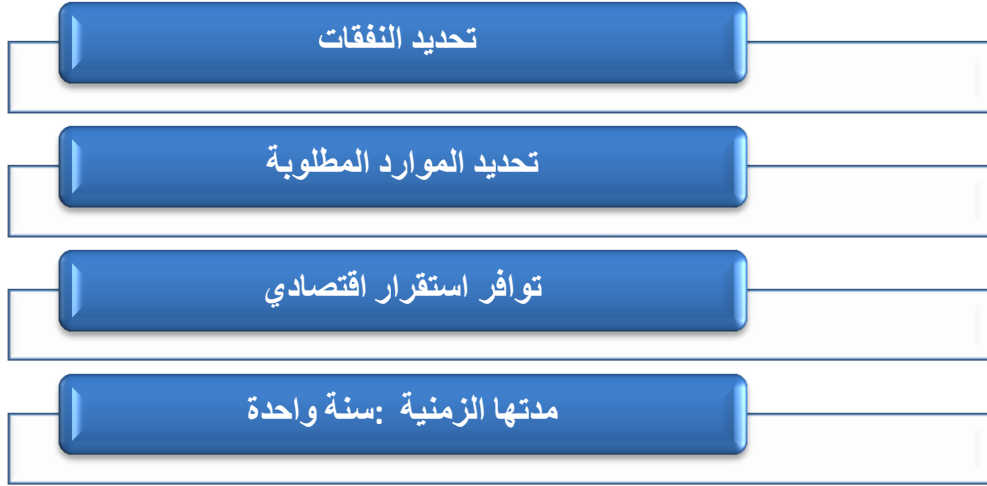 تحديد النفقات
تحديد الموارد المطلوبة
توافر استقرار اقتصادي
مدتها الزمنية :سنة واحدة